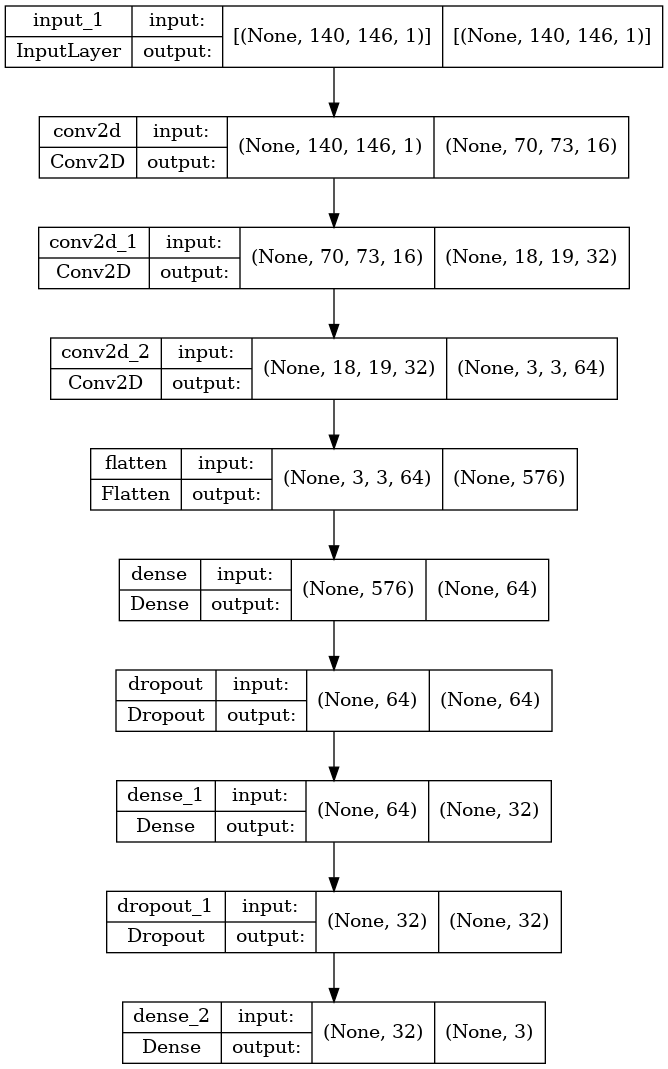 input_1 input: [(None, 140, 146, 1)] [(None, 140, 146, 1)]
InputLayer output:
conv2d input: (None, 140, 146, 1) (None, 70, 73, 16)
Conv2D output:
conv2d_1 input: (None, 70, 73, 16) (None, 18, 19, 32)
Conv2D output:
conv2d_2 input: (None, 18, 19, 32) (None, 3, 3, 64)
Conv2D output:
flatten input: (None, 3, 3, 64) (None, 576)
Flatten output:
dense input: (None, 576) (None, 64)
Dense output:
dropout input: (None, 64) (None, 64)
Dropout output:
dense_1 input: (None, 64) (None, 32)
Dense output:
dropout_1 input: (None, 32) (None, 32)
Dropout output:
dense_2 input: (None, 32) (None, 3)
Dense output: